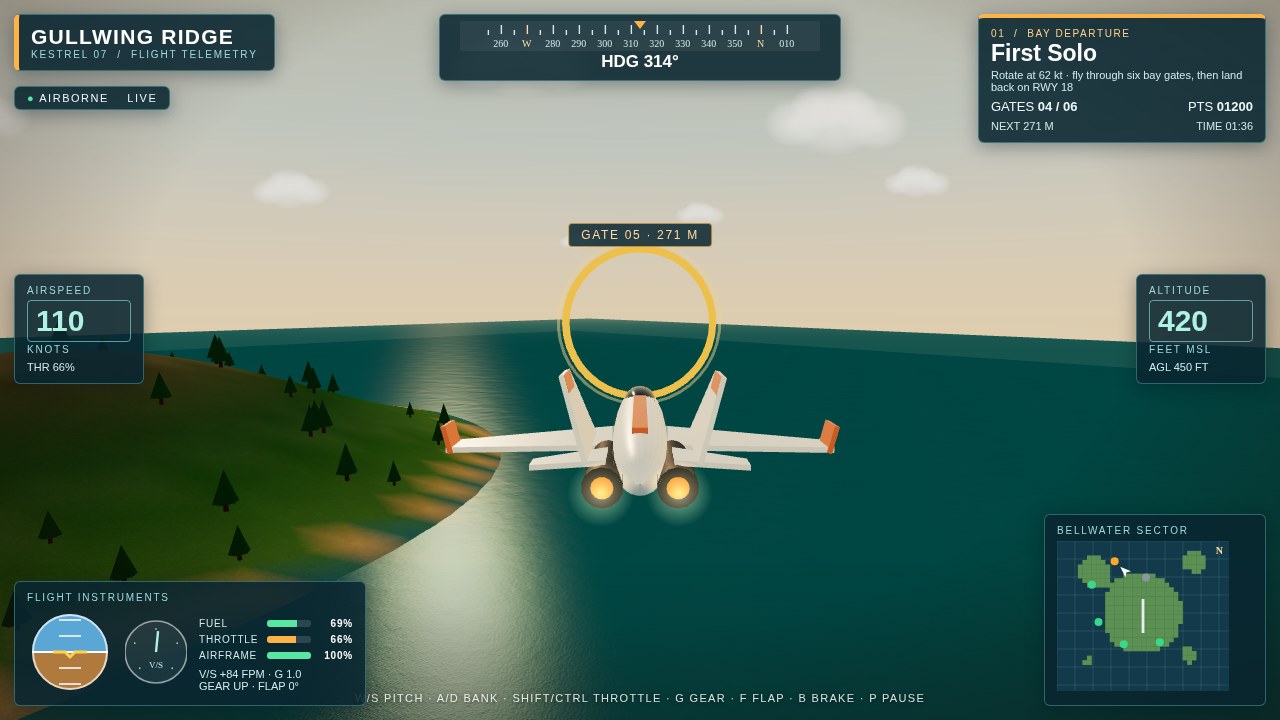 GULLWING RIDGE
KESTREL 07 / FLIGHT TELEMETRY
● AIRBORNE LIVE
260 W 280 290 300 310 320 330 340 350 N 010
HDG 314°
01 / BAY DEPARTURE
First Solo
Rotate at 62 kt · fly through six bay gates, then land
back on RWY 18
GATES 04 / 06 PTS 01200
NEXT 271 M TIME 01:36
GATE 05 · 271 M
AIRSPEED
110
KNOTS
THR 66%
ALTITUDE
420
FEET MSL
AGL 450 FT
FLIGHT INSTRUMENTS
V/S
FUEL 69%
THROTTLE 66%
AIRFRAME 100%
V/S +84 FPM · G 1.0
GEAR UP · FLAP 0°
W/S PITCH · A/D BANK · SHIFT/CTRL THROTTLE · G GEAR · F FLAP · B BRAKE · P PAUSE
BELLWATER SECTOR
N